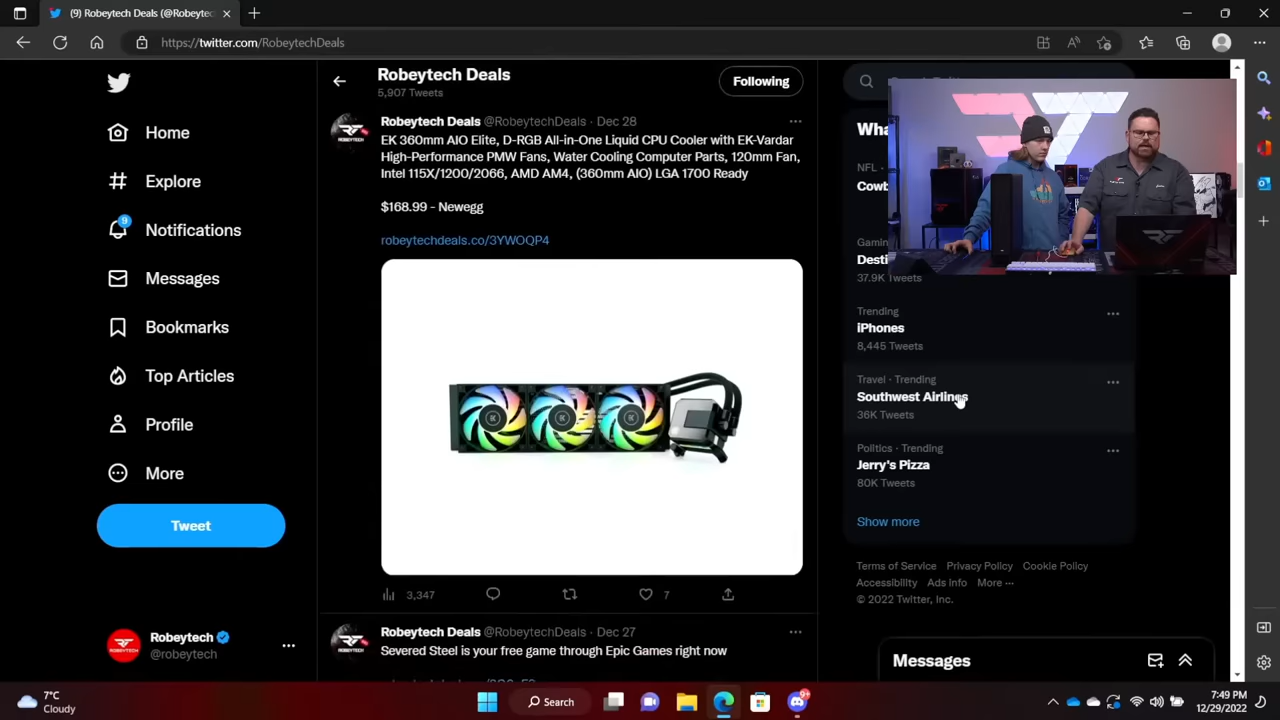 (9) Robeytech Deals (@Robeytec
https://twitter.com/RobeytechDeals
Robeytech Deals
5,907 Tweets
Following
Home
Explore
9
Notifications
Messages
Bookmarks
Top Articles
Profile
More
Tweet
Robeytech
@robeytech
Robeytech Deals @RobeytechDeals · Dec 28
EK 360mm AIO Elite, D-RGB All-in-One Liquid CPU Cooler with EK-Vardar
High-Performance PMW Fans, Water Cooling Computer Parts, 120mm Fan,
Intel 115X/1200/2066, AMD AM4, (360mm AIO) LGA 1700 Ready
$168.99 - Newegg
robeytechdeals.co/3YWOQP4
3,347
7
Robeytech Deals @RobeytechDeals · Dec 27
Severed Steel is your free game through Epic Games right now
Wha
NFL ·
Cowb
Gamin
Desti
37.9K Tweets
Trending
iPhones
8,445 Tweets
Travel · Trending
Southwest Airlines
36K Tweets
Politics · Trending
Jerry's Pizza
80K Tweets
Show more
Terms of Service Privacy Policy Cookie Policy
Accessibility Ads info More ···
© 2022 Twitter, Inc.
Messages
7°C
Cloudy
Search
9+
7:49 PM
12/29/2022